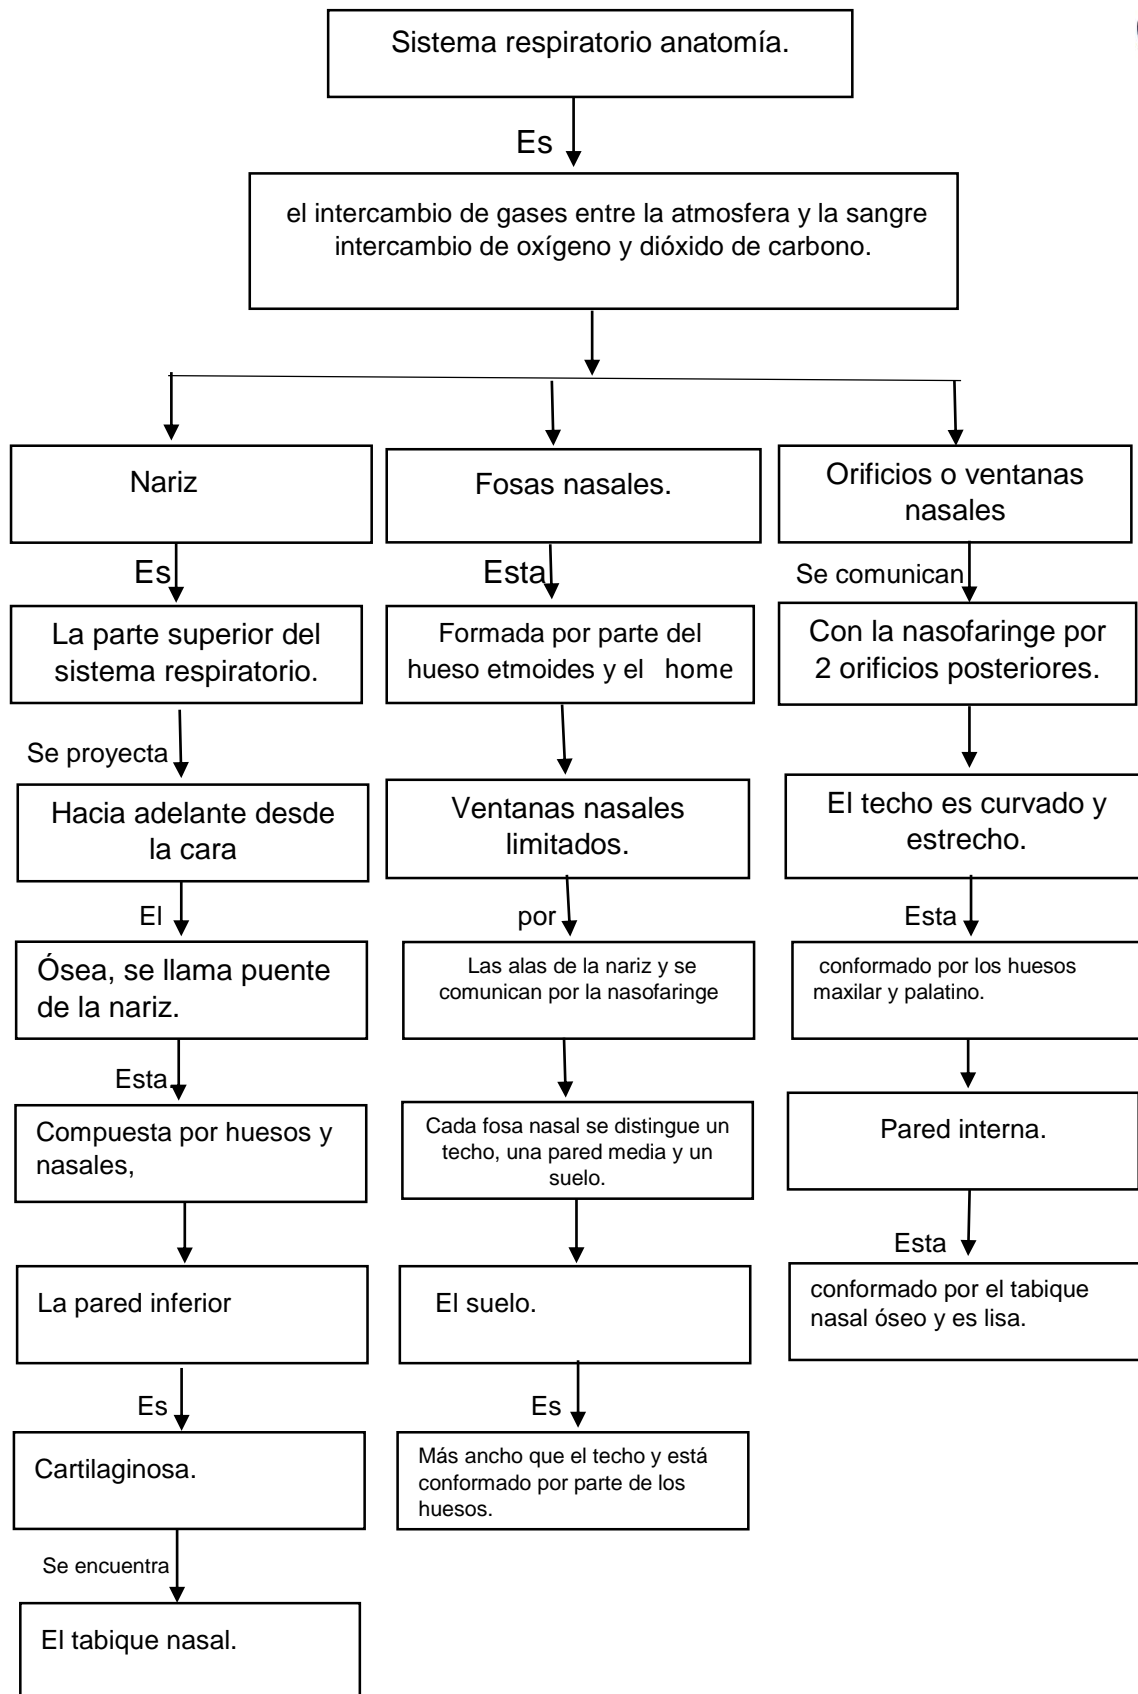 Sistema respiratorio anatomía.
Es
el intercambio de gases entre la atmosfera y la sangre
intercambio de oxígeno y dióxido de carbono.
Nariz
Es
La parte superior del
sistema respiratorio.
Se proyecta
Hacia adelante desde
la cara
El
Ósea, se llama puente
de la nariz.
Esta
Compuesta por huesos y
nasales,
La pared inferior
Es
Cartilaginosa.
Se encuentra
El tabique nasal.
Fosas nasales.
Esta
Formada por parte del
hueso etmoides y el home
Ventanas nasales
limitados.
por
Las alas de la nariz y se
comunican por la nasofaringe
Cada fosa nasal se distingue un
techo, una pared media y un
suelo.
El suelo.
Es
Más ancho que el techo y está
conformado por parte de los
huesos.
Orificios o ventanas
nasales
Se comunican
Con la nasofaringe por
2 orificios posteriores.
El techo es curvado y
estrecho.
Esta
conformado por los huesos
maxilar y palatino.
Pared interna.
Esta
conformado por el tabique
nasal óseo y es lisa.